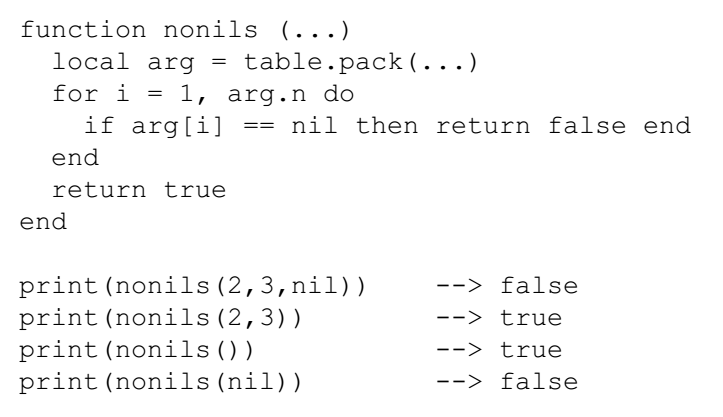 function nonils (...)
  local arg = table.pack(...)
  for i = 1, arg.n do
    if arg[i] == nil then return false end
  end
  return true
end

print(nonils(2,3,nil))    --> false
print(nonils(2,3))        --> true
print(nonils())           --> true
print(nonils(nil))        --> false